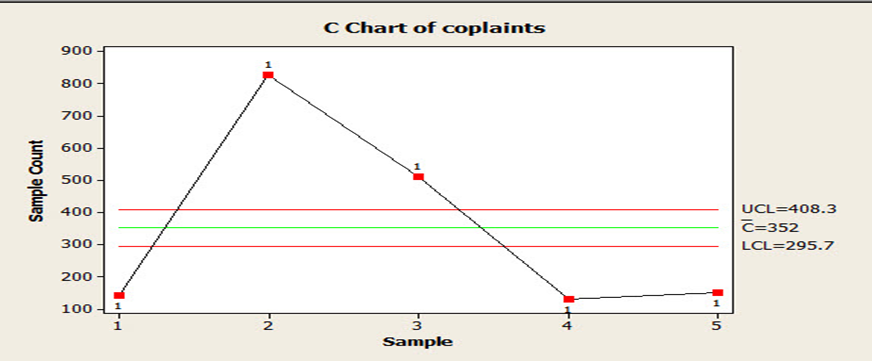 C Chart of coplaints
900
800
700
600
500
400
300
200
100
Sample Count
1
1
1
1
1
UCL=408.3
C̅=352
LCL=295.7
1 2 3 4 5
Sample